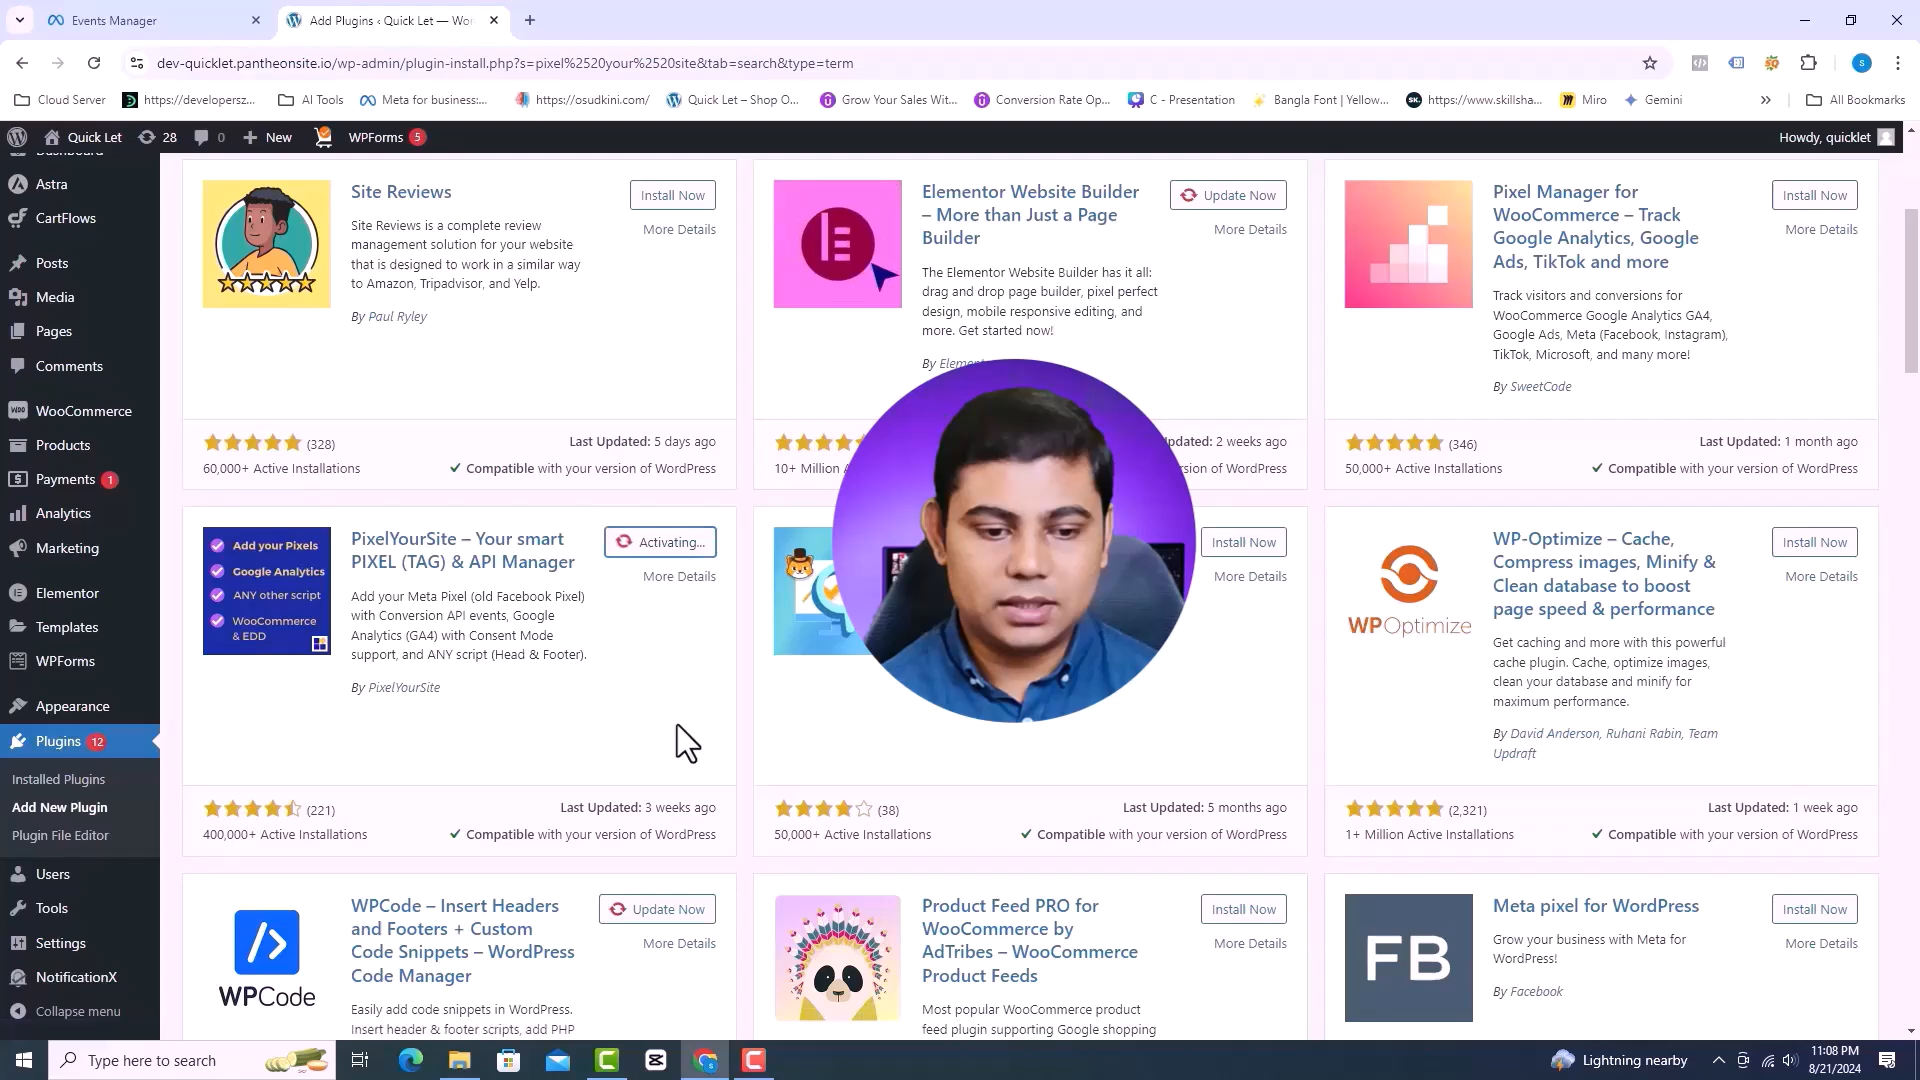 Events Manager
Add Plugins ‹ Quick Let — Wo
dev-quicklet.pantheonsite.io/wp-admin/plugin-install.php?s=pixel%2520your%2520site&tab=search&type=term
S
Cloud Server
https://developersz...
AI Tools
Meta for business:...
https://osudkini.com/
Quick Let – Shop O...
Grow Your Sales Wit...
Conversion Rate Op...
C - Presentation
Bangla Font | Yellow...
SK.
https://www.skillsha...
Miro
Gemini
»
All Bookmarks
Quick Let
28
0
New
WPForms 5
Howdy, quicklet
Dashboard
Astra
CartFlows
Posts
Media
Pages
Comments
WooCommerce
Products
Payments 1
Analytics
Marketing
Elementor
Templates
WPForms
Appearance
Plugins 12
Installed Plugins
Add New Plugin
Plugin File Editor
Users
Tools
Settings
NotificationX
Collapse menu
Site Reviews
Install Now
More Details
Site Reviews is a complete review
management solution for your website
that is designed to work in a similar way
to Amazon, Tripadvisor, and Yelp.
By Paul Ryley
(328)
60,000+ Active Installations
Last Updated: 5 days ago
Compatible with your version of WordPress
Elementor Website Builder
– More than Just a Page
Builder
Update Now
More Details
The Elementor Website Builder has it all:
drag and drop page builder, pixel perfect
design, mobile responsive editing, and
more. Get started now!
By
10+ Million
2 weeks ago
of WordPress
Pixel Manager for
WooCommerce – Track
Google Analytics, Google
Ads, TikTok and more
Install Now
More Details
Track visitors and conversions for
WooCommerce Google Analytics GA4,
Google Ads, Meta (Facebook, Instagram),
TikTok, Microsoft, and many more!
By SweetCode
(346)
50,000+ Active Installations
Last Updated: 1 month ago
Compatible with your version of WordPress
Add your Pixels
Google Analytics
ANY other script
WooCommerce
& EDD
PixelYourSite – Your smart
PIXEL (TAG) & API Manager
Activating...
More Details
Add your Meta Pixel (old Facebook Pixel)
with Conversion API events, Google
Analytics (GA4) with Consent Mode
support, and ANY script (Head & Footer).
By PixelYourSite
(221)
400,000+ Active Installations
Last Updated: 3 weeks ago
Compatible with your version of WordPress
Install Now
More Details
(38)
50,000+ Active Installations
Last Updated: 5 months ago
Compatible with your version of WordPress
WPOptimize
WP-Optimize – Cache,
Compress images, Minify &
Clean database to boost
page speed & performance
Install Now
More Details
Get caching and more with this powerful
cache plugin. Cache, optimize images,
clean your database and minify for
maximum performance.
By David Anderson, Ruhani Rabin, Team
Updraft
(2,321)
1+ Million Active Installations
Last Updated: 1 week ago
Compatible with your version of WordPress
WPCode
WPCode – Insert Headers
and Footers + Custom
Code Snippets – WordPress
Code Manager
Update Now
More Details
Easily add code snippets in WordPress.
Insert header & footer scripts, add PHP
Product Feed PRO for
WooCommerce by
AdTribes – WooCommerce
Product Feeds
Install Now
More Details
Most popular WooCommerce product
feed plugin supporting Google shopping
FB
Meta pixel for WordPress
Install Now
More Details
Grow your business with Meta for
WordPress!
By Facebook
Type here to search
Lightning nearby
11:08 PM
8/21/2024